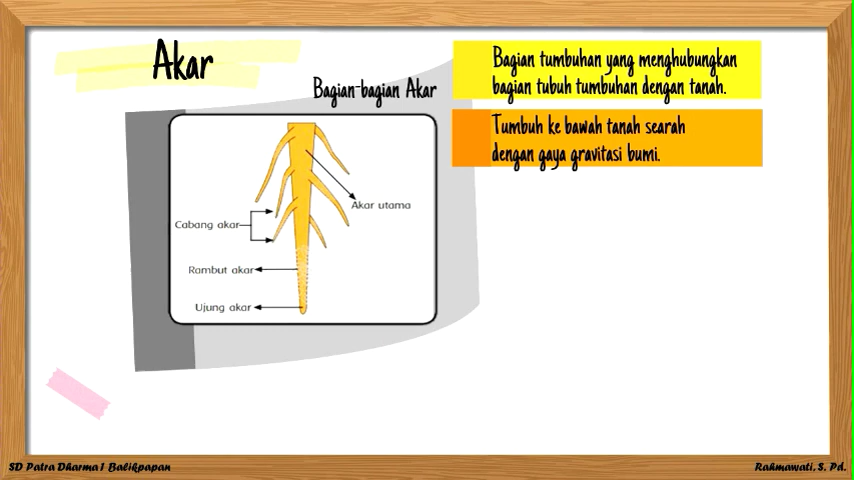 Akar
Bagian-bagian Akar
Bagian tumbuhan yang menghubungkan
bagian tubuh tumbuhan dengan tanah.
Tumbuh ke bawah tanah searah
dengan gaya gravitasi bumi.
Akar utama
Cabang akar
Rambut akar
Ujung akar
SD Patra Dharma 1 Balikpapan
Rahmawati, S. Pd.